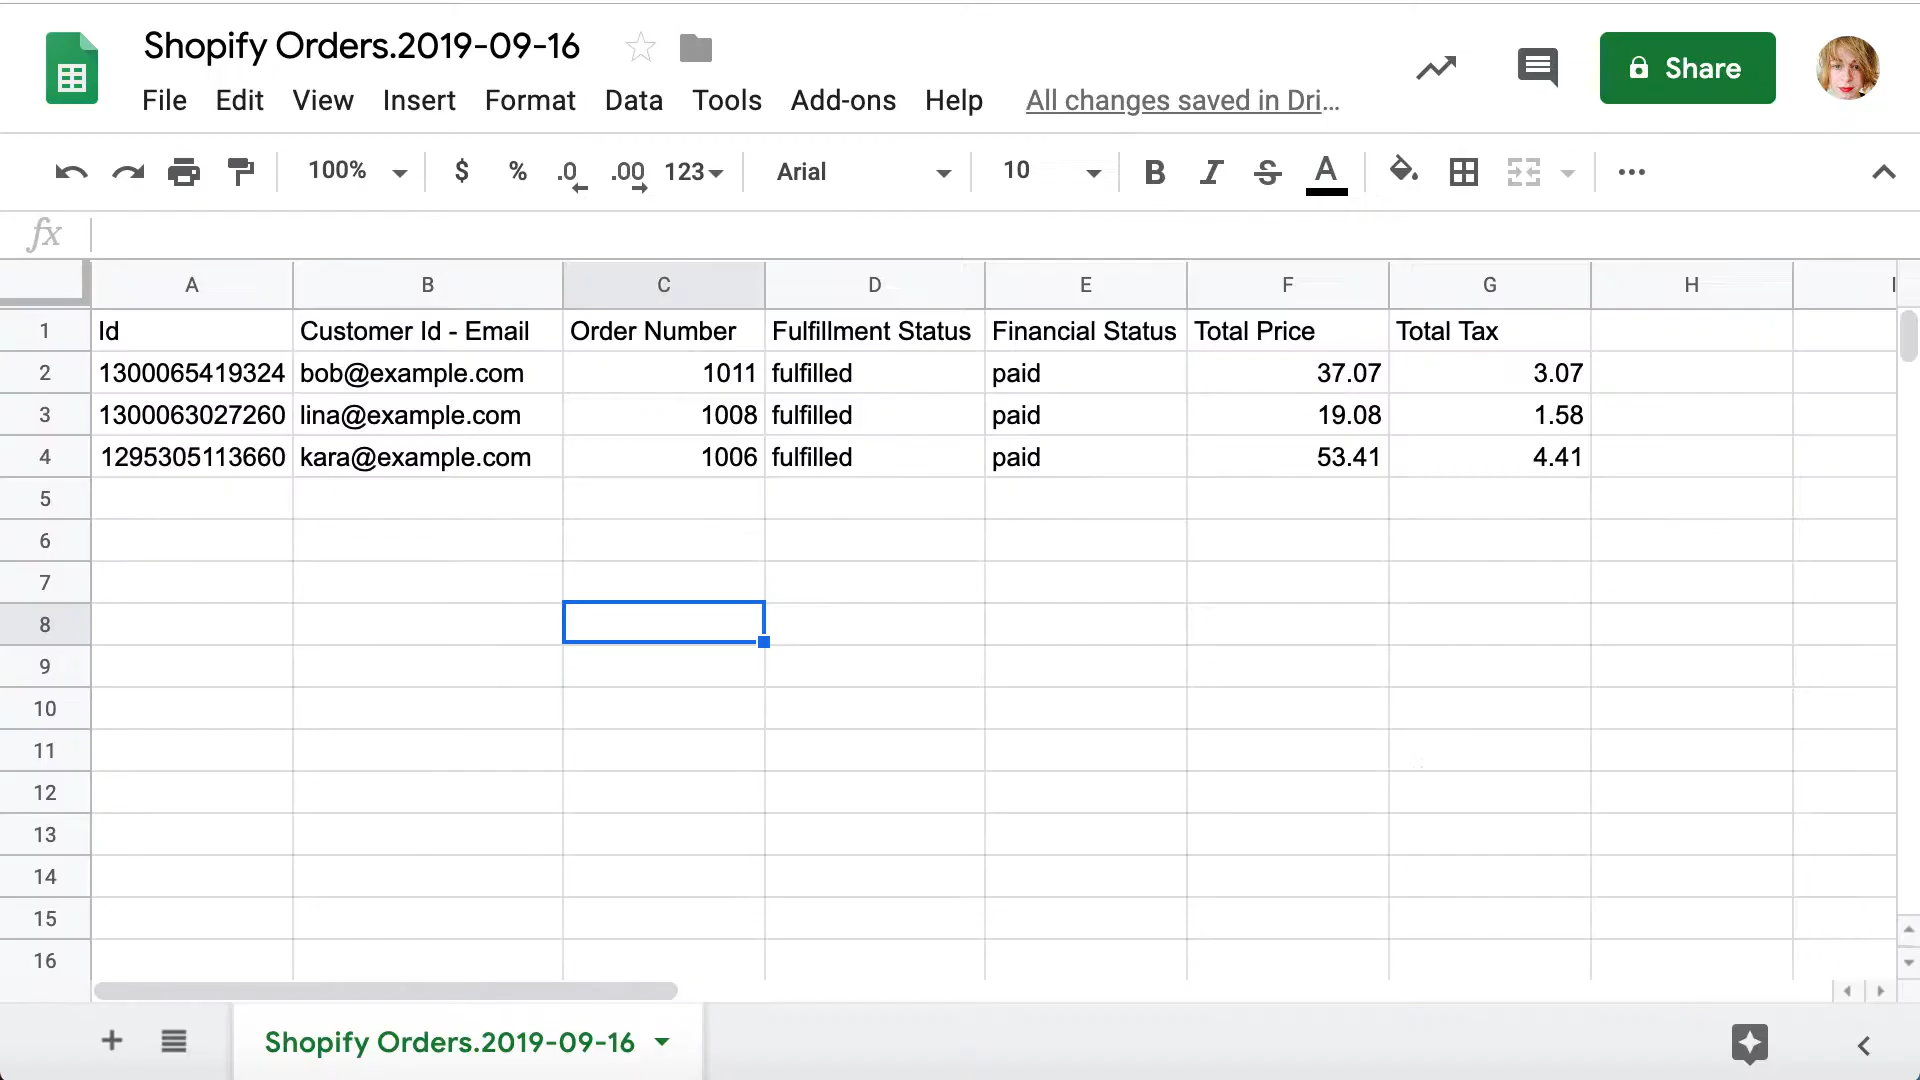 Shopify Orders.2019-09-16
File Edit View Insert Format Data Tools Add-ons Help All changes saved in Dri...
Share
100% $ % .0 .00 123 Arial 10 B I S A
fx
A B C D E F G H I
1 Id Customer Id - Email Order Number Fulfillment Status Financial Status Total Price Total Tax
2 1300065419324 bob@example.com 1011 fulfilled paid 37.07 3.07
3 1300063027260 lina@example.com 1008 fulfilled paid 19.08 1.58
4 1295305113660 kara@example.com 1006 fulfilled paid 53.41 4.41
5
6
7
8
9
10
11
12
13
14
15
16
Shopify Orders.2019-09-16